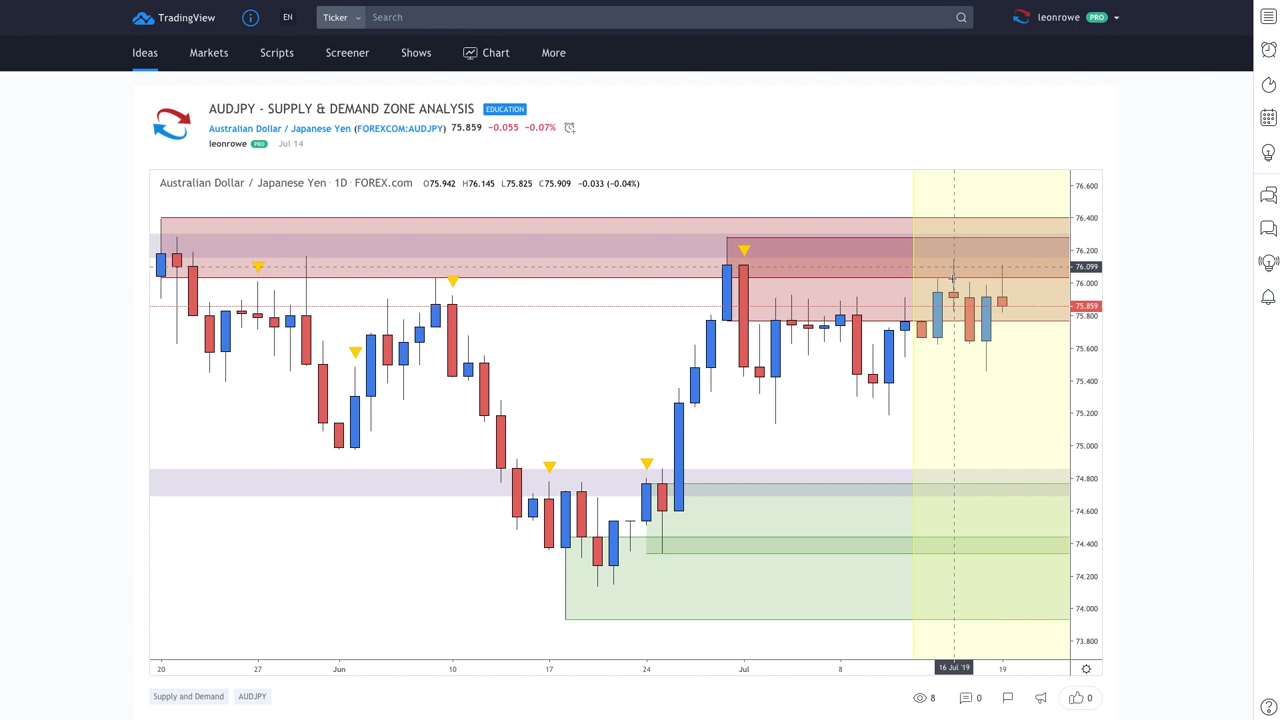 TradingView
EN
Ticker
Search
leonrowe PRO
Ideas
Markets
Scripts
Screener
Shows
Chart
More
AUDJPY - SUPPLY & DEMAND ZONE ANALYSIS EDUCATION
Australian Dollar / Japanese Yen (FOREXCOM:AUDJPY) 75.859 −0.055 −0.07%
leonrowe PRO Jul 14
Australian Dollar / Japanese Yen · 1D · FOREX.com O75.942 H76.145 L75.825 C75.909 −0.033 (−0.04%)
76.600
76.400
76.200
76.099
76.000
75.859
75.800
75.600
75.400
75.200
75.000
74.800
74.600
74.400
74.200
74.000
73.800
20 27 Jun 10 17 24 Jul 8 16 Jul '19 19
Supply and Demand AUDJPY
8 0 0